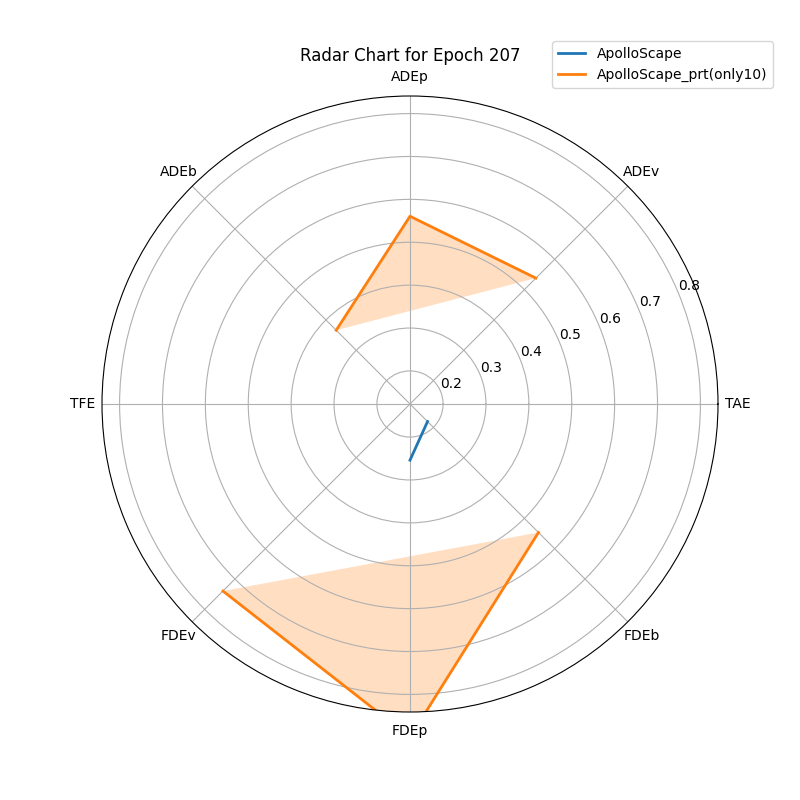 Radar Chart for Epoch 207
ApolloScape
ApolloScape_prt(only10)
ADEp
ADEb
ADEv
0.8
0.7
0.6
0.5
0.4
0.3
0.2
TFE
TAE
FDEv
FDEb
FDEp